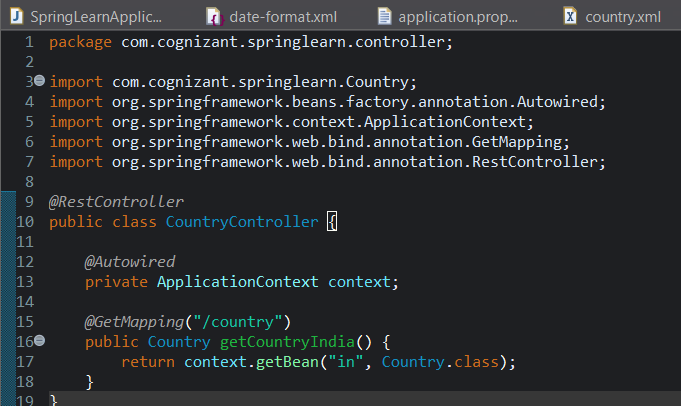 SpringLearnApplic... date-format.xml application.prop... country.xml
1 package com.cognizant.springlearn.controller;
2
3 import com.cognizant.springlearn.Country;
4 import org.springframework.beans.factory.annotation.Autowired;
5 import org.springframework.context.ApplicationContext;
6 import org.springframework.web.bind.annotation.GetMapping;
7 import org.springframework.web.bind.annotation.RestController;
8
9 @RestController
10 public class CountryController {
11
12 @Autowired
13 private ApplicationContext context;
14
15 @GetMapping("/country")
16 public Country getCountryIndia() {
17 return context.getBean("in", Country.class);
18 }
19 }